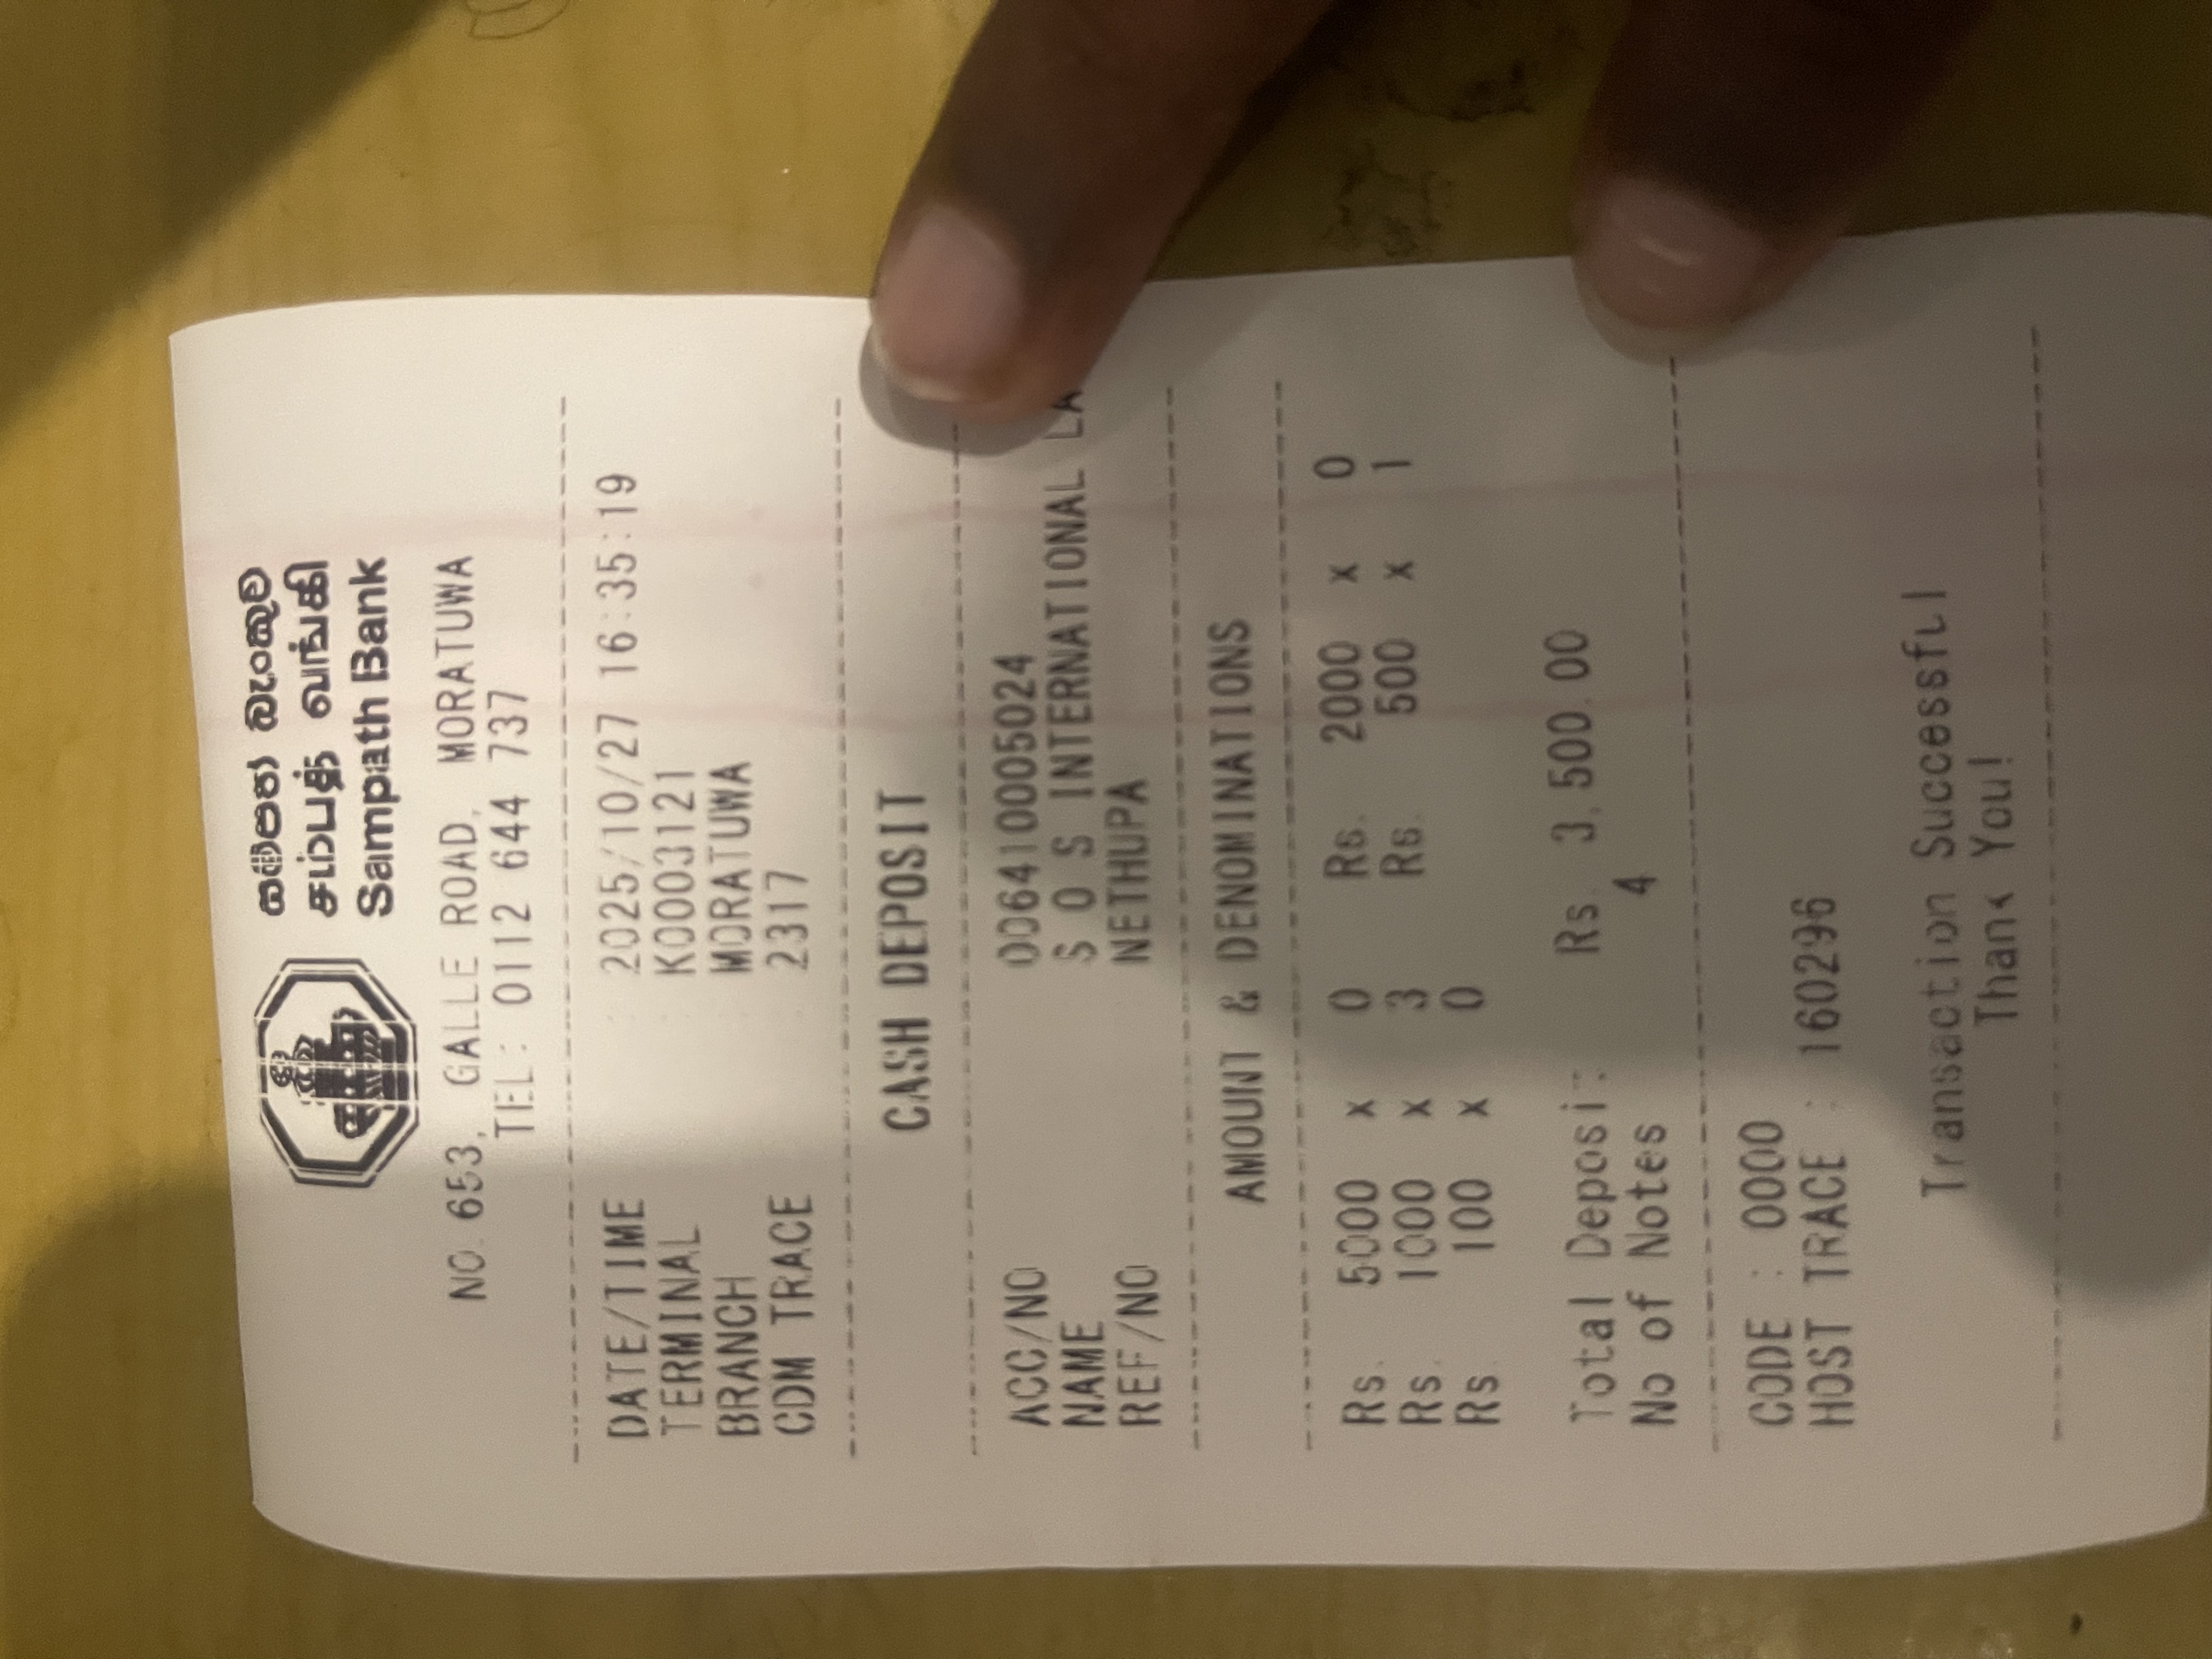 සම්පත් බැංකුව
சம்பத் வங்கி
Sampath Bank
NO. 653, GALLE ROAD, MORATUWA
TEL: 0112 644 737
DATE/TIME : 2025/10/27 16:35:19
TERMINAL : K0003121
BRANCH : MORATUWA
CDM TRACE : 2317
CASH DEPOSIT
ACC/NO 006410005024
NAME S O S INTERNATIONAL LA
REF/NO NETHUPA
AMOUNT & DENOMINATIONS
Rs. 5000 x 0 Rs. 2000 x 0
Rs. 1000 x 3 Rs. 500 x 1
Rs. 100 x 0
Total Deposit: Rs. 3,500.00
No of Notes 4
CODE : 0000
HOST TRACE : 160296
Transaction Successful
Thank You!